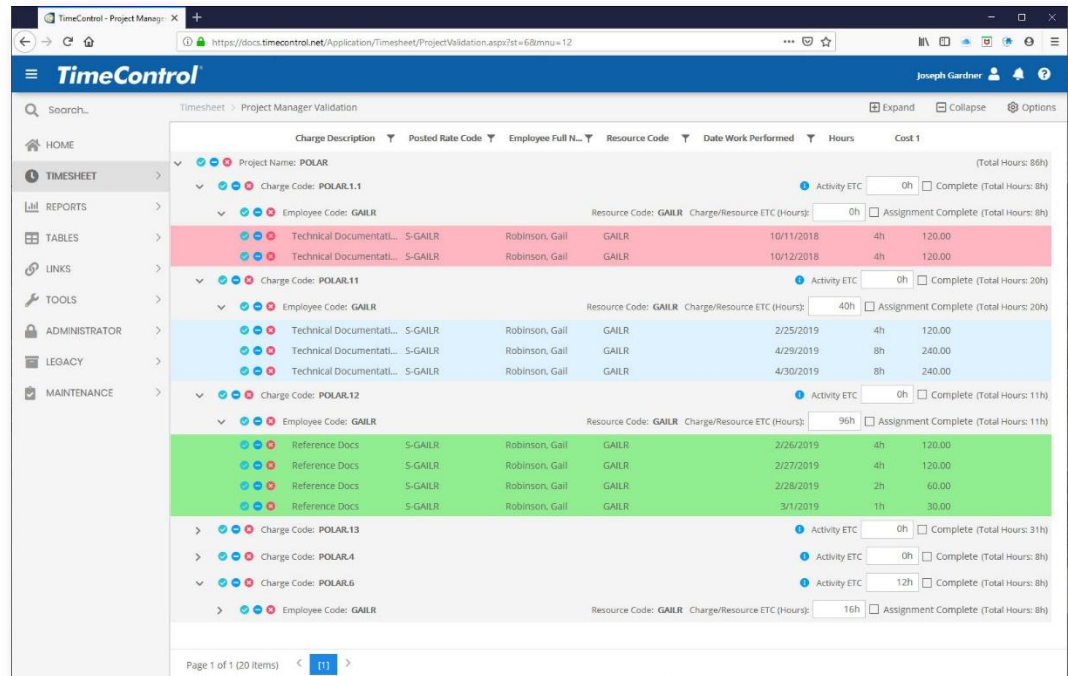 TimeControl - Project Manage
https://docs.timecontrol.net/Application/Timesheet/ProjectValidation.aspx?st=6&mnu=12
TimeControl
Joseph Gardner
Search...
Timesheet > Project Manager Validation
Expand Collapse Options
Charge Description Posted Rate Code Employee Full N... Resource Code Date Work Performed Hours Cost 1
HOME
TIMESHEET
REPORTS
TABLES
LINKS
TOOLS
ADMINISTRATOR
LEGACY
MAINTENANCE
Project Name: POLAR (Total Hours: 86h)
Charge Code: POLAR.1.1 Activity ETC 0h Complete (Total Hours: 8h)
Employee Code: GAILR Resource Code: GAILR Charge/Resource ETC (Hours): 0h Assignment Complete (Total Hours: 8h)
Technical Documentati... S-GAILR Robinson, Gail GAILR 10/11/2018 4h 120.00
Technical Documentati... S-GAILR Robinson, Gail GAILR 10/12/2018 4h 120.00
Charge Code: POLAR.11 Activity ETC 0h Complete (Total Hours: 20h)
Employee Code: GAILR Resource Code: GAILR Charge/Resource ETC (Hours): 40h Assignment Complete (Total Hours: 20h)
Technical Documentati... S-GAILR Robinson, Gail GAILR 2/25/2019 4h 120.00
Technical Documentati... S-GAILR Robinson, Gail GAILR 4/29/2019 8h 240.00
Technical Documentati... S-GAILR Robinson, Gail GAILR 4/30/2019 8h 240.00
Charge Code: POLAR.12 Activity ETC 0h Complete (Total Hours: 11h)
Employee Code: GAILR Resource Code: GAILR Charge/Resource ETC (Hours): 96h Assignment Complete (Total Hours: 11h)
Reference Docs S-GAILR Robinson, Gail GAILR 2/26/2019 4h 120.00
Reference Docs S-GAILR Robinson, Gail GAILR 2/27/2019 4h 120.00
Reference Docs S-GAILR Robinson, Gail GAILR 2/28/2019 2h 60.00
Reference Docs S-GAILR Robinson, Gail GAILR 3/1/2019 1h 30.00
Charge Code: POLAR.13 Activity ETC 0h Complete (Total Hours: 31h)
Charge Code: POLAR.4 Activity ETC 0h Complete (Total Hours: 8h)
Charge Code: POLAR.6 Activity ETC 12h Complete (Total Hours: 8h)
Employee Code: GAILR Resource Code: GAILR Charge/Resource ETC (Hours): 16h Assignment Complete (Total Hours: 8h)
Page 1 of 1 (20 items) < [1] >